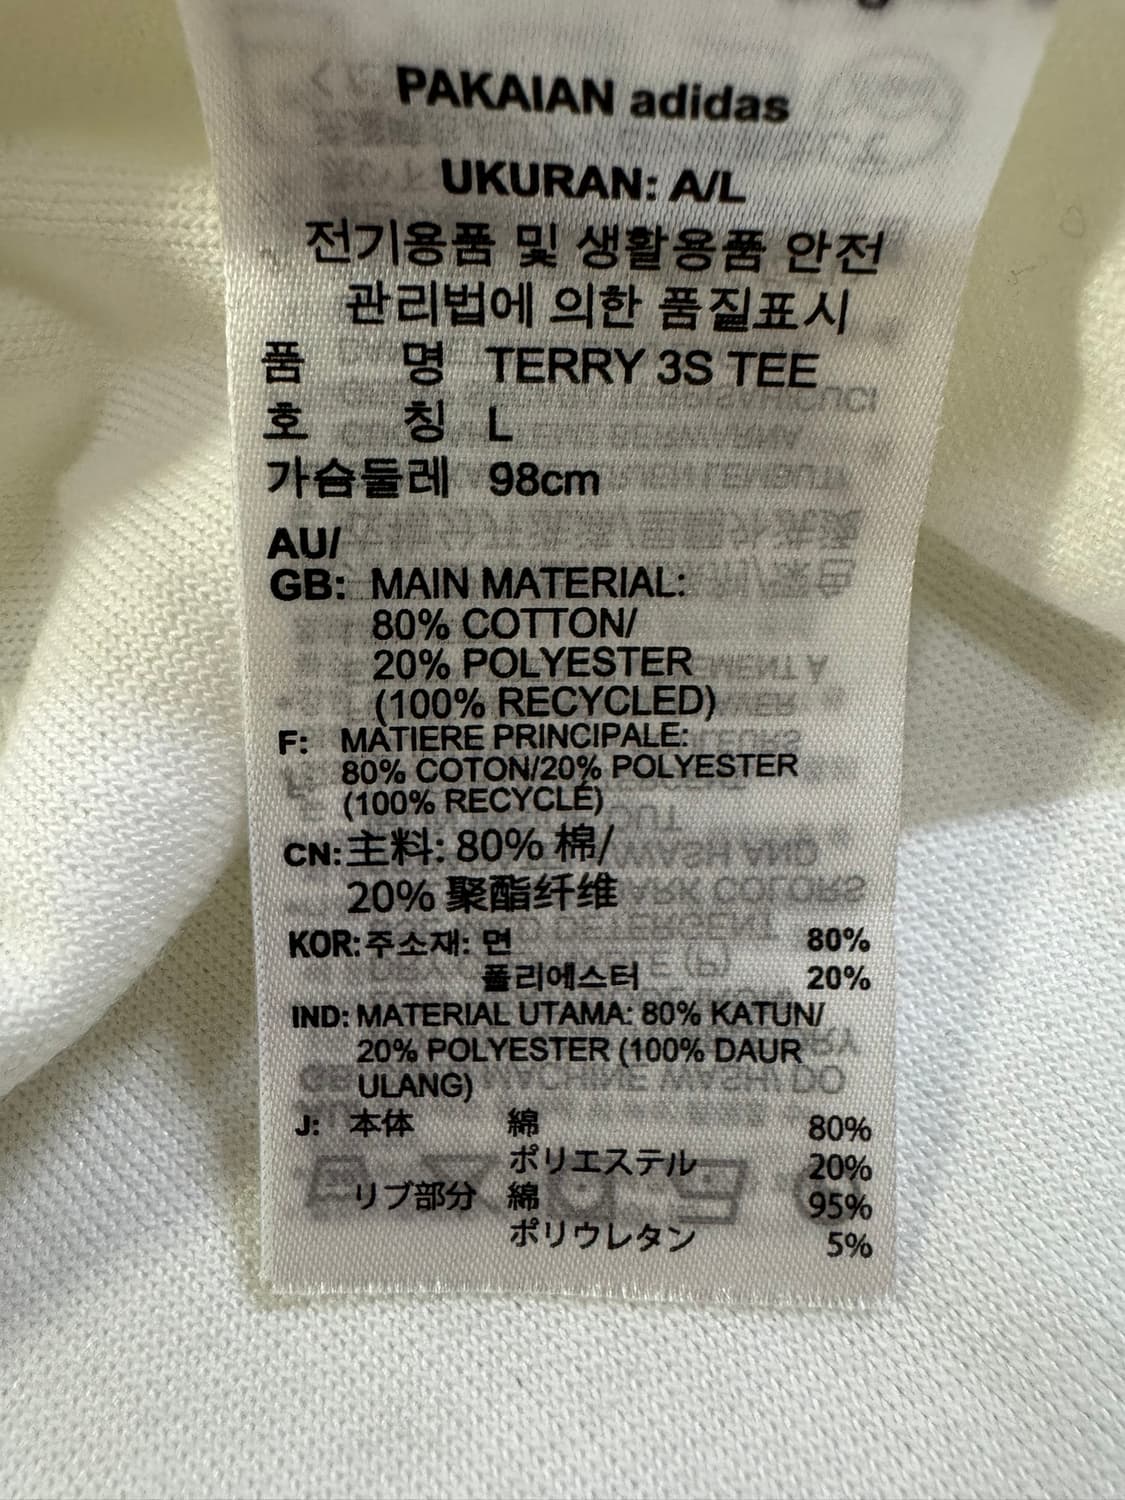 PAKAIAN adidas
UKURAN: A/L
전기용품 및 생활용품 안전
관리법에 의한 품질표시
품 명 TERRY 3S TEE
호 칭 L
가슴둘레 98cm
AU/
GB: MAIN MATERIAL:
80% COTTON/
20% POLYESTER
(100% RECYCLED)
F: MATIERE PRINCIPALE:
80% COTON/20% POLYESTER
(100% RECYCLÉ)
CN: 主料: 80% 棉/
20% 聚酯纤维
KOR: 주소재: 면 80%
폴리에스터 20%
IND: MATERIAL UTAMA: 80% KATUN/
20% POLYESTER (100% DAUR
ULANG)
J: 本体 綿 80%
ポリエステル 20%
リブ部分 綿 95%
ポリウレタン 5%